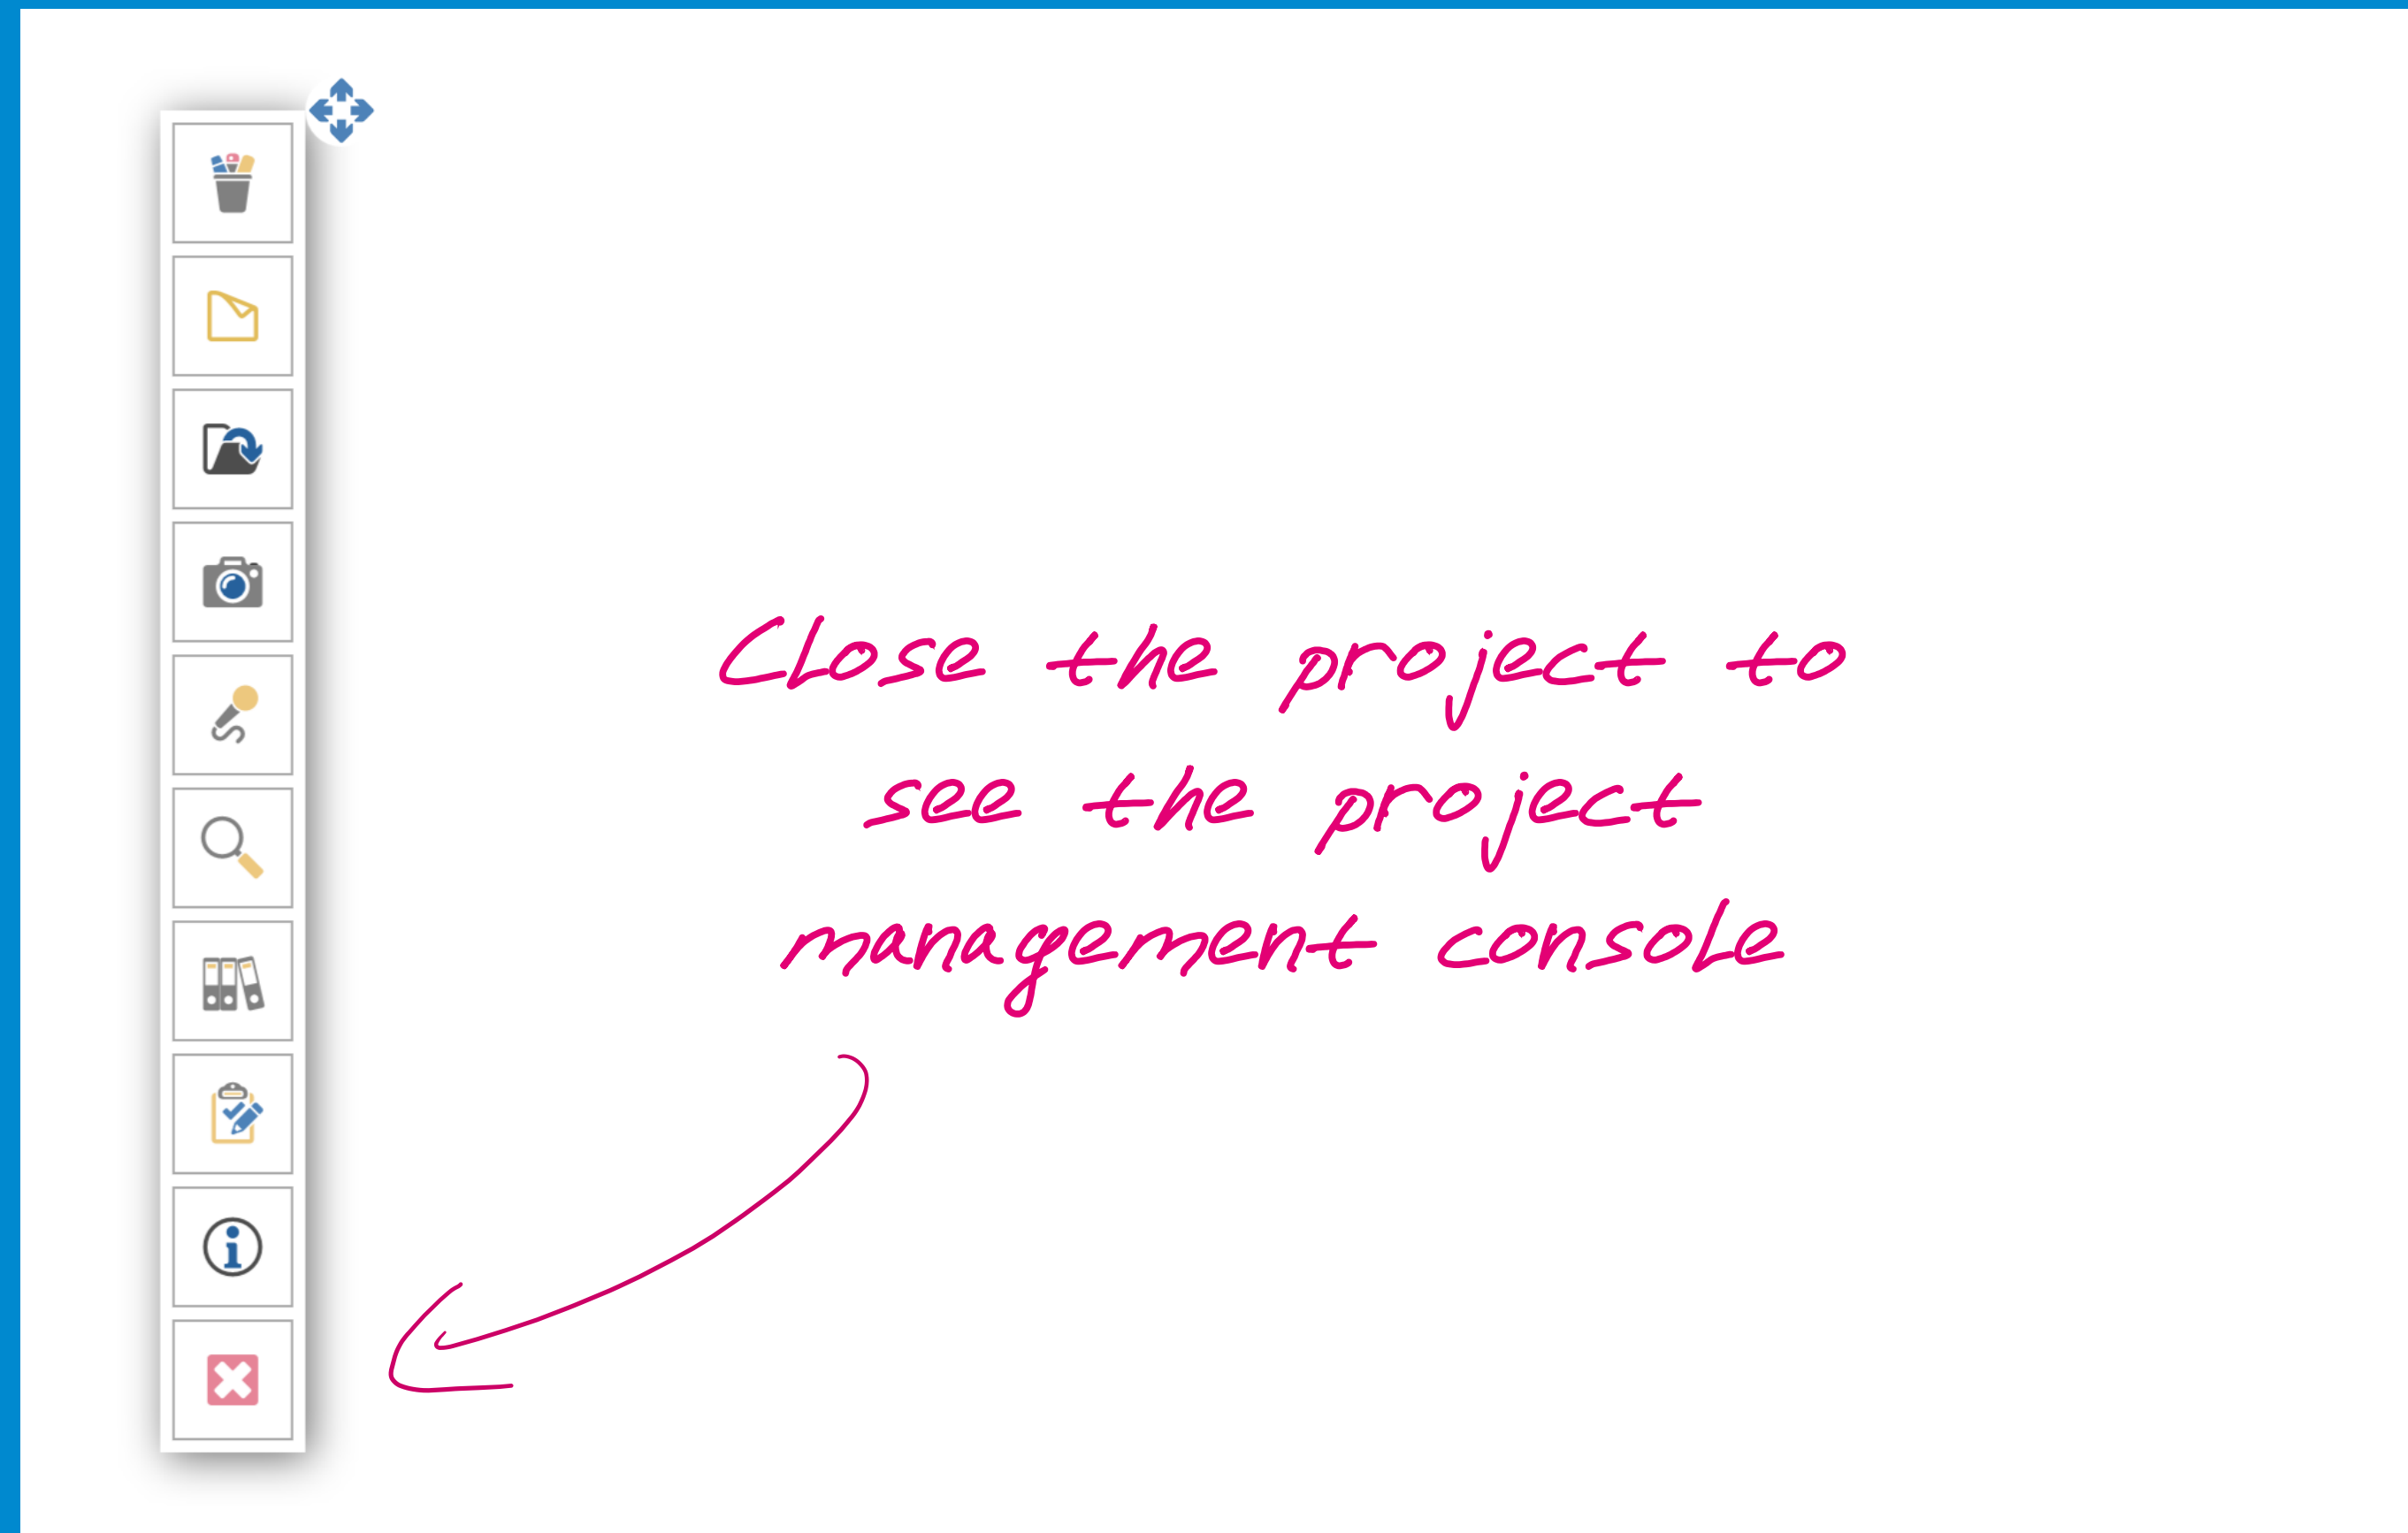 Close the project to
see the project
management console